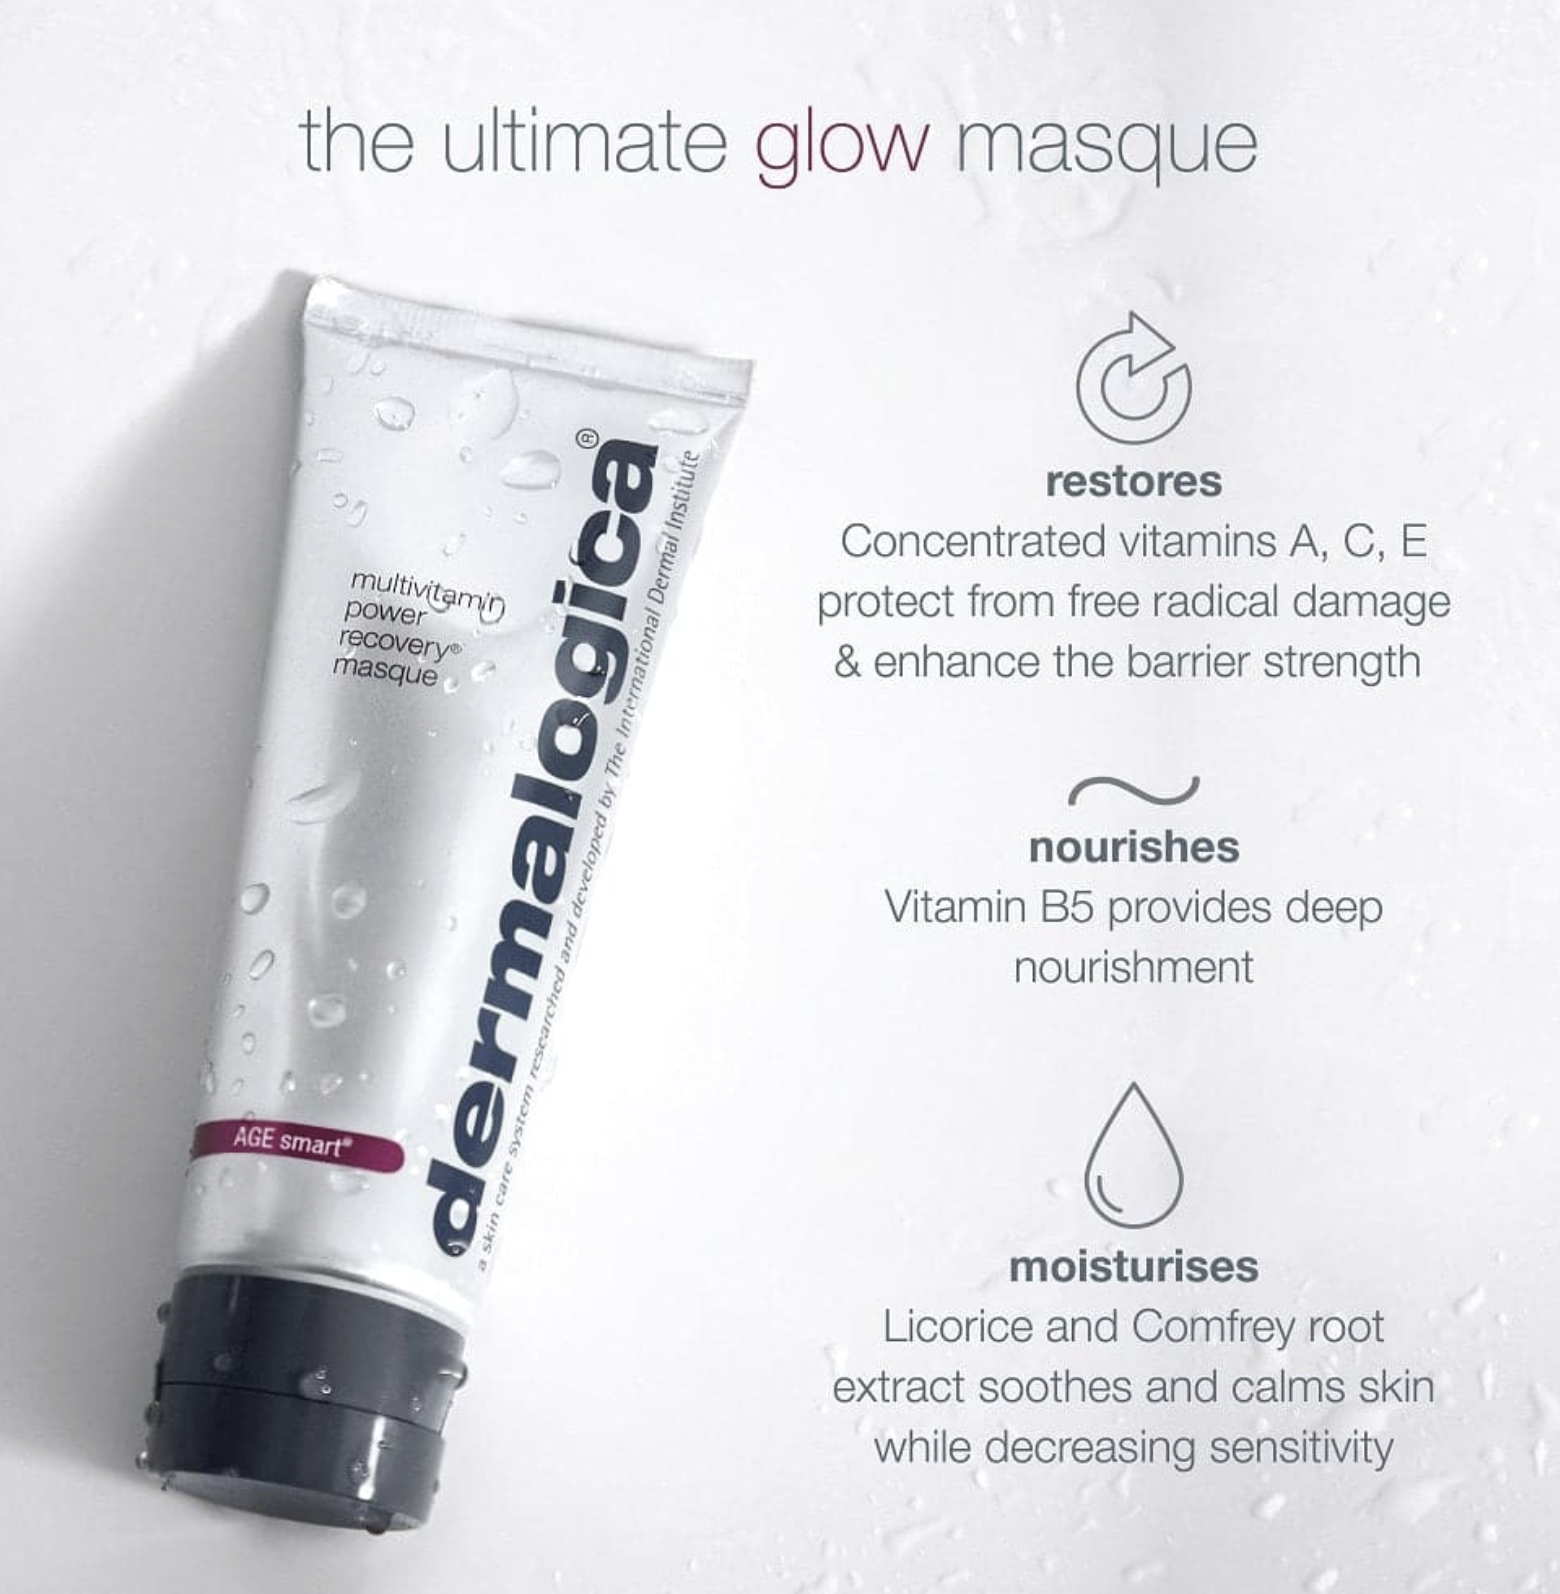 the ultimate glow masque
multivitamin
power
recovery®
masque
dermalogica®
a skin care system researched and developed by The International Dermal Institute
AGE smart®
restores
Concentrated vitamins A, C, E
protect from free radical damage
& enhance the barrier strength
nourishes
Vitamin B5 provides deep
nourishment
moisturises
Licorice and Comfrey root
extract soothes and calms skin
while decreasing sensitivity